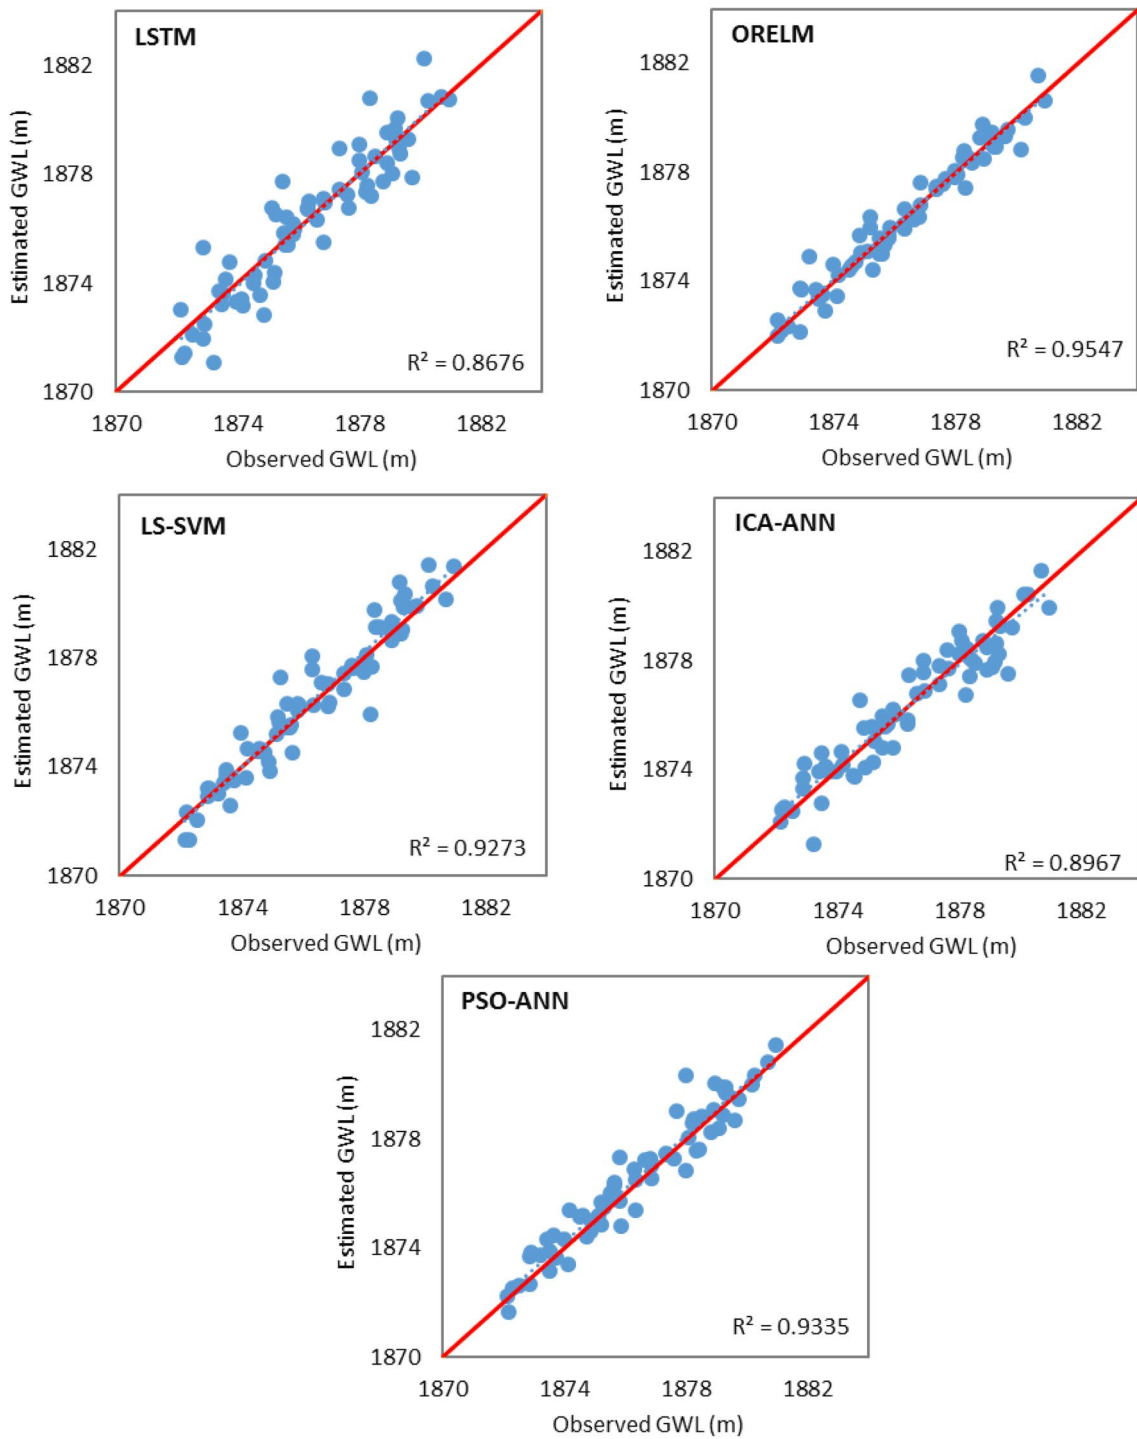 LSTM
1882
1878
1874
1870
Estimated GWL (m)
R² = 0.8676
1870 1874 1878 1882
Observed GWL (m)
ORELM
1882
1878
1874
1870
Estimated GWL (m)
R² = 0.9547
1870 1874 1878 1882
Observed GWL (m)
LS-SVM
1882
1878
1874
1870
Estimated GWL (m)
R² = 0.9273
1870 1874 1878 1882
Observed GWL (m)
ICA-ANN
1882
1878
1874
1870
Estimated GWL (m)
R² = 0.8967
1870 1874 1878 1882
Observed GWL (m)
PSO-ANN
1882
1878
1874
1870
Estimated GWL (m)
R² = 0.9335
1870 1874 1878 1882
Observed GWL (m)